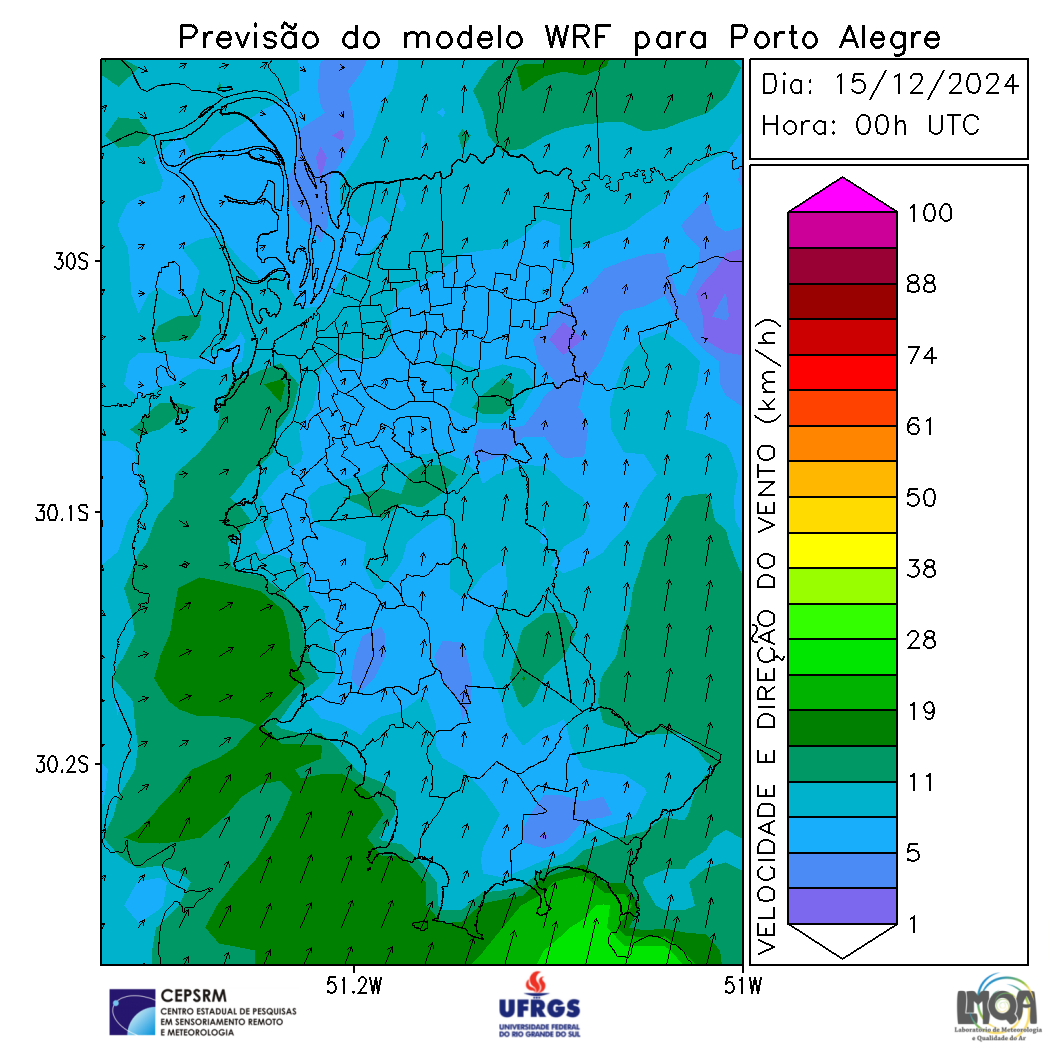 Previsão do modelo WRF para Porto Alegre
Dia: 15/12/2024
Hora: 00h UTC
30S
30.1S
30.2S
51.2W
51W
VELOCIDADE E DIREÇÃO DO VENTO (km/h)
100
88
74
61
50
38
28
19
11
5
1
CEPSRM
CENTRO ESTADUAL DE PESQUISAS
EM SENSORIAMENTO REMOTO
E METEOROLOGIA
UFRGS
UNIVERSIDADE FEDERAL
DO RIO GRANDE DO SUL
LMQA
Laboratório de Meteorologia
e Qualidade do Ar